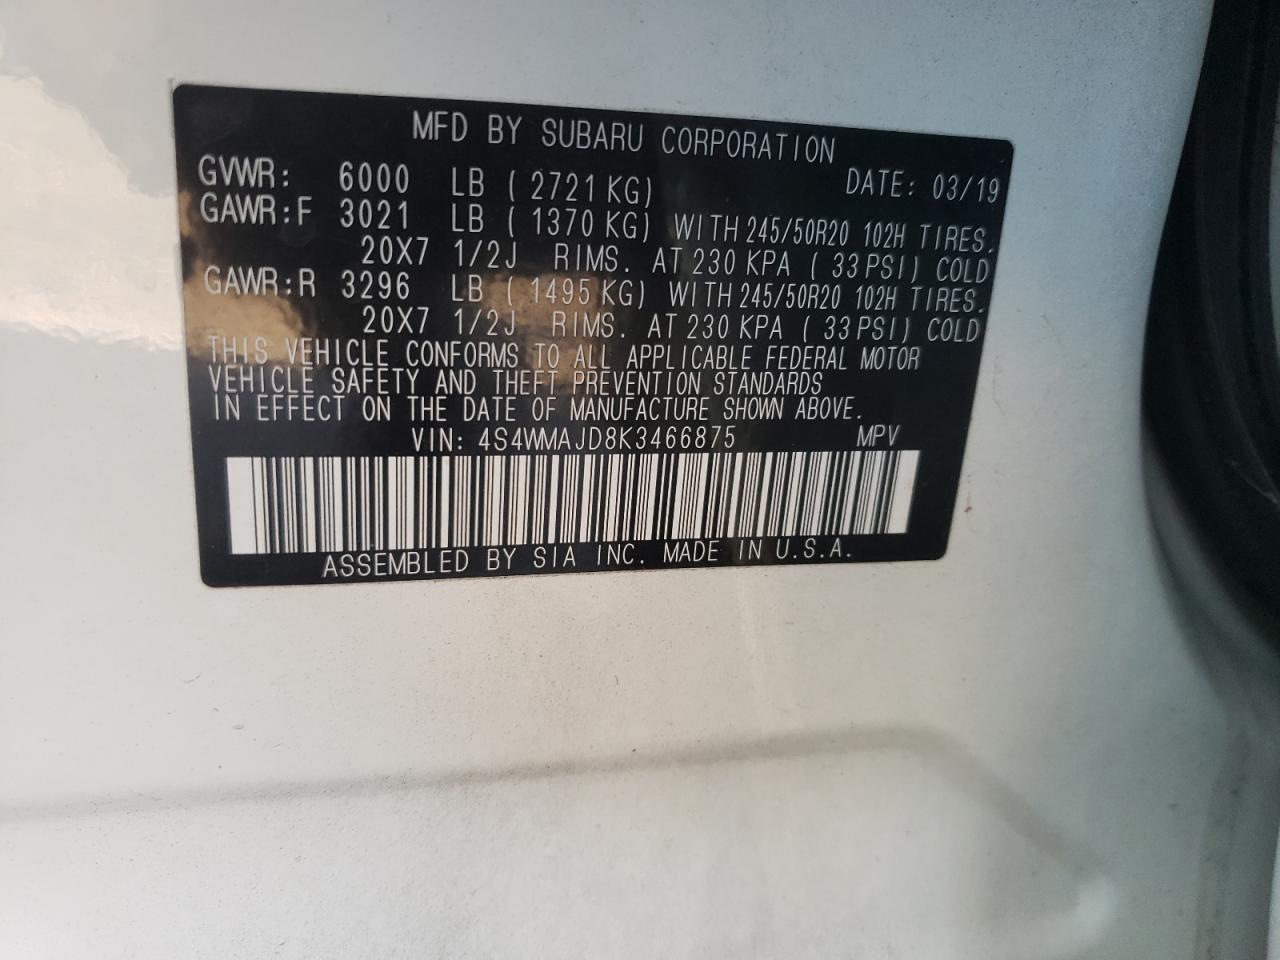 MFD BY SUBARU CORPORATION
GVWR: 6000 LB ( 2721 KG) DATE: 03/19
GAWR:F 3021 LB ( 1370 KG) WITH 245/50R20 102H TIRES.
20X7 1/2J RIMS. AT 230 KPA ( 33 PSI) COLD
GAWR:R 3296 LB ( 1495 KG) WITH 245/50R20 102H TIRES.
20X7 1/2J RIMS. AT 230 KPA ( 33 PSI) COLD
THIS VEHICLE CONFORMS TO ALL APPLICABLE FEDERAL MOTOR
VEHICLE SAFETY AND THEFT PREVENTION STANDARDS
IN EFFECT ON THE DATE OF MANUFACTURE SHOWN ABOVE.
VIN: 4S4WMAJD8K3466875 MPV
ASSEMBLED BY SIA INC. MADE IN U.S.A.